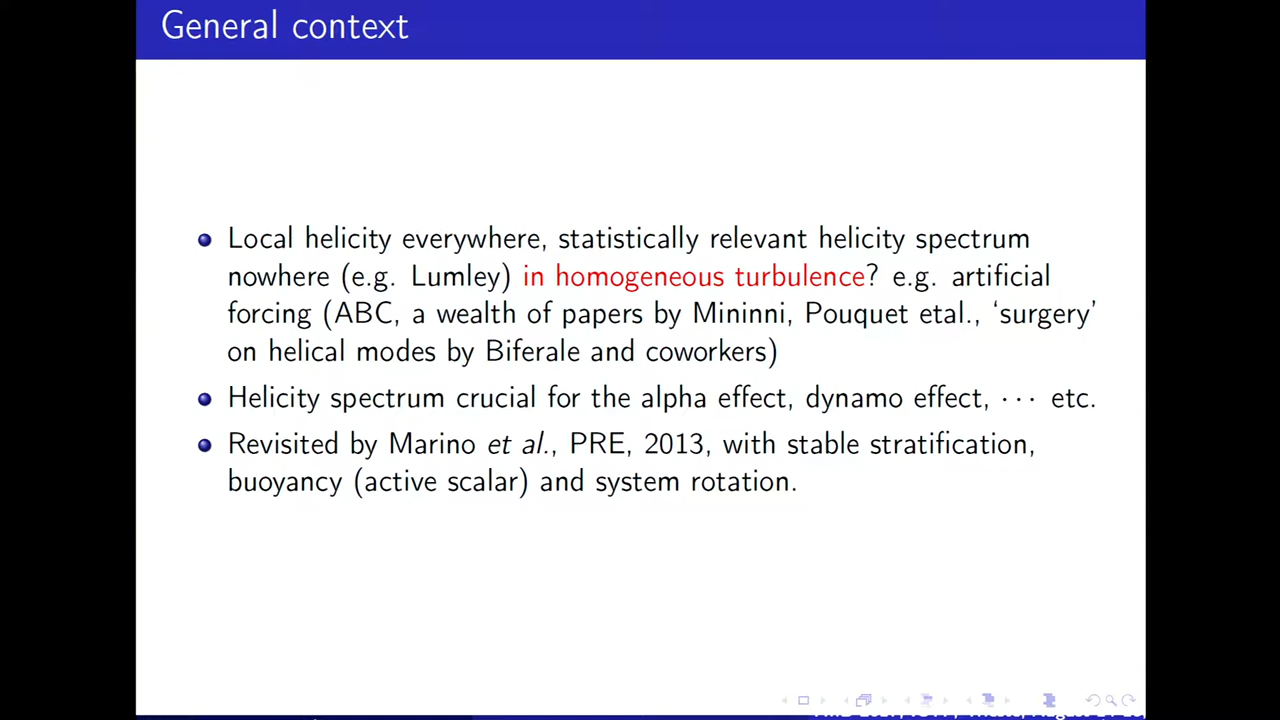 General context
Local helicity everywhere, statistically relevant helicity spectrum
nowhere (e.g. Lumley) in homogeneous turbulence? e.g. artificial
forcing (ABC, a wealth of papers by Mininni, Pouquet etal., ‘surgery’
on helical modes by Biferale and coworkers)
Helicity spectrum crucial for the alpha effect, dynamo effect, ··· etc.
Revisited by Marino et al., PRE, 2013, with stable stratification,
buoyancy (active scalar) and system rotation.